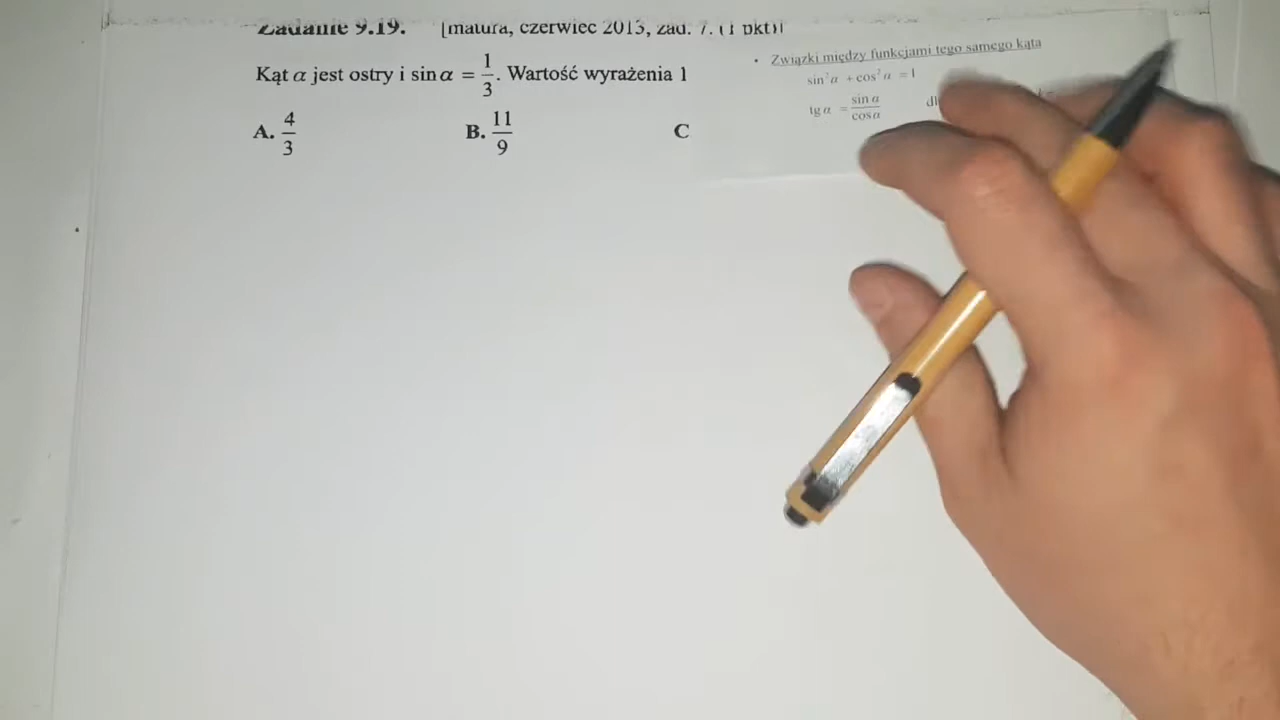 Zadanie 9.19. [matura, czerwiec 2013, zad. 7. (1 pkt)]
Kąt α jest ostry i sin α = 1/3. Wartość wyrażenia 1
A. 4/3 B. 11/9 C
• Związki między funkcjami tego samego kąta
sin²α + cos²α = 1
tg α = sin α / cos α